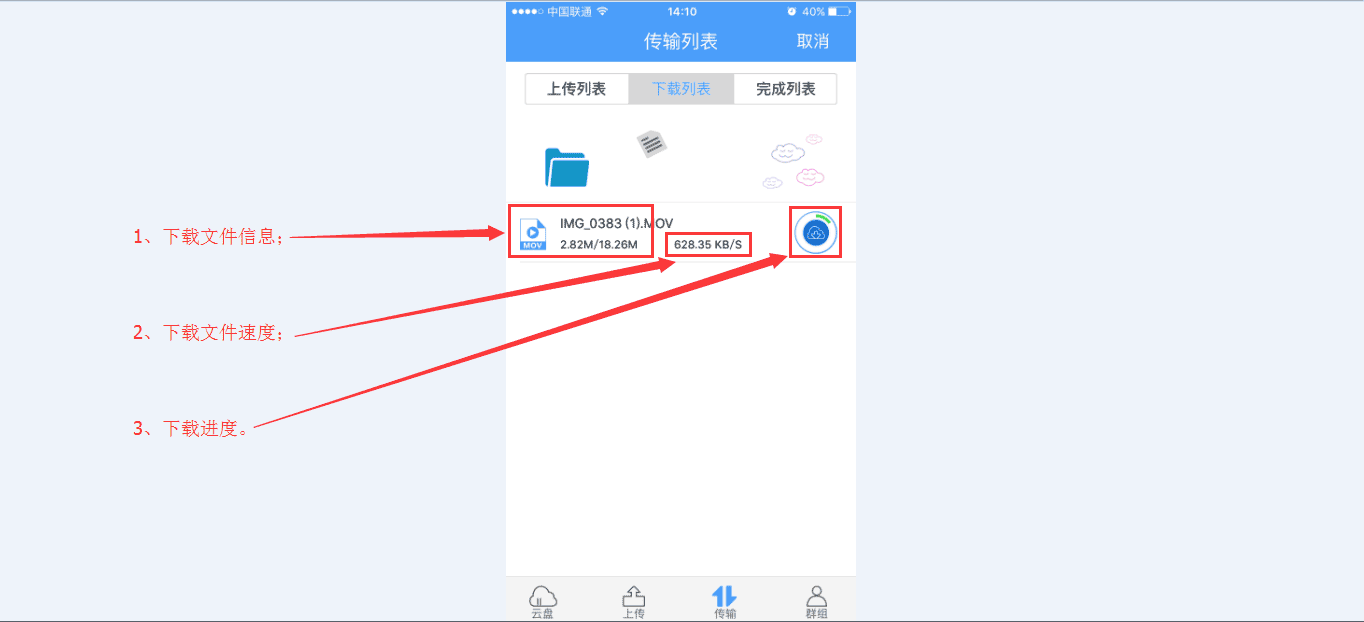 中国联通 14:10 40%
传输列表 取消
上传列表 下载列表 完成列表
IMG_0383 (1).MOV
MOV 2.82M/18.26M 628.35 KB/S
1、下载文件信息；
2、下载文件速度；
3、下载进度。
云盘 上传 传输 群组